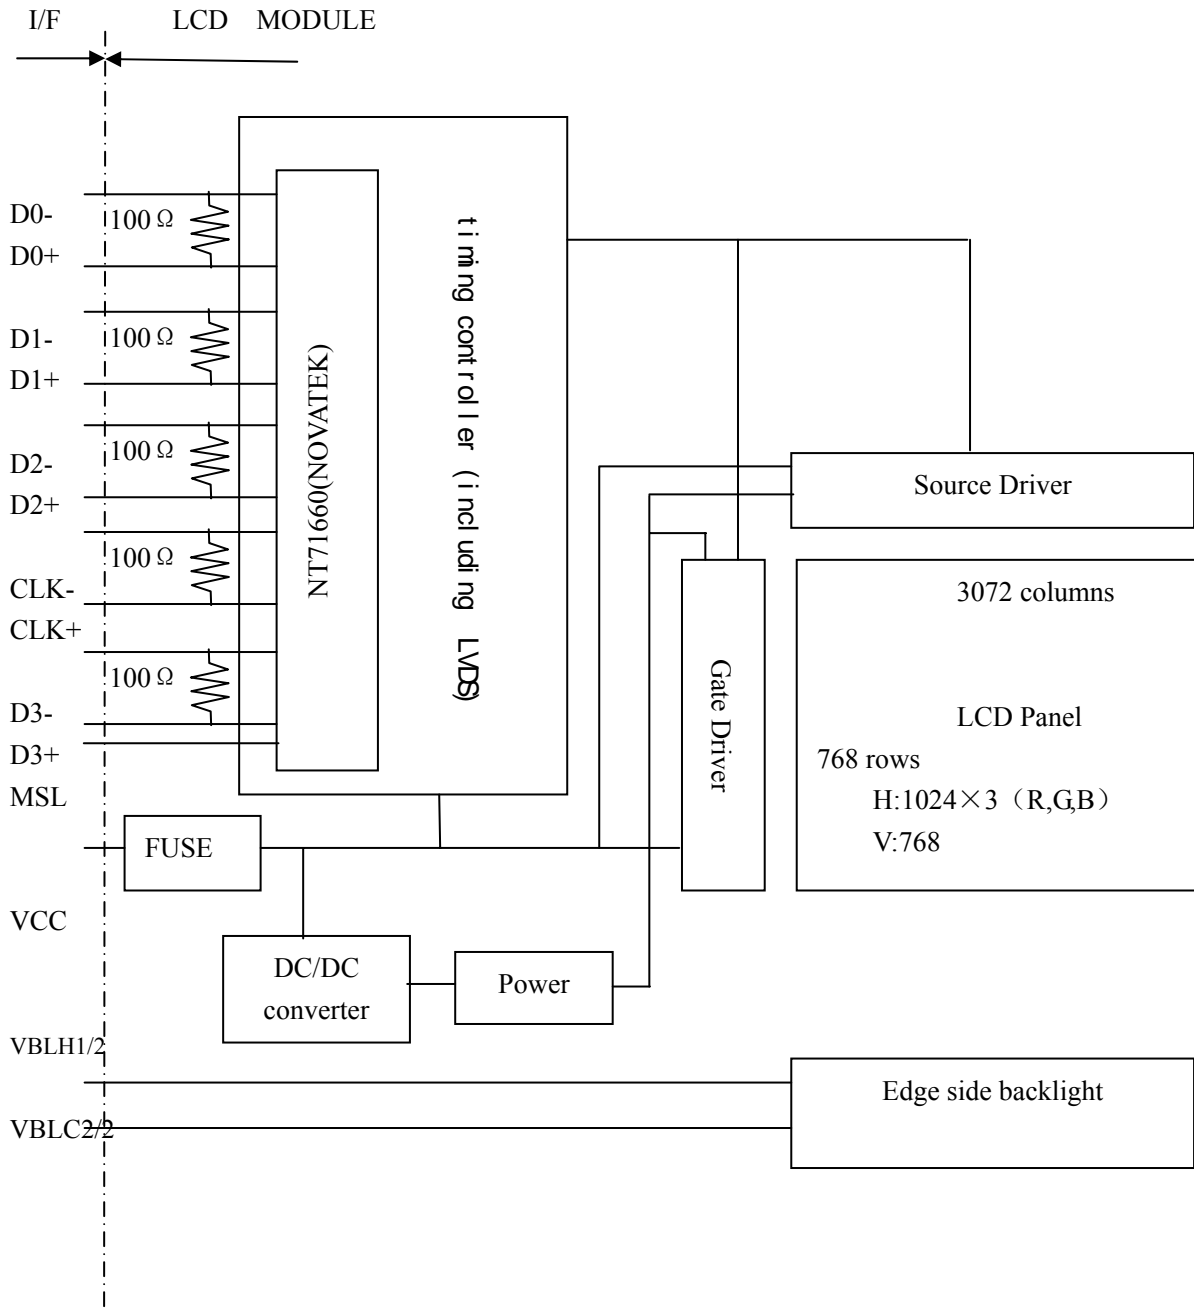 I/F
LCD MODULE
D0-
100Ω
D0+
D1-
100Ω
D1+
D2-
100Ω
D2+
CLK-
100Ω
CLK+
D3-
100Ω
D3+
MSL
NT71660(NOVATEK)
timing controller (including LVDS)
Source Driver
Gate Driver
3072 columns
LCD Panel
768 rows
H:1024×3（R,G,B）
V:768
FUSE
VCC
DC/DC
converter
Power
VBLH1/2
Edge side backlight
VBLC2/2